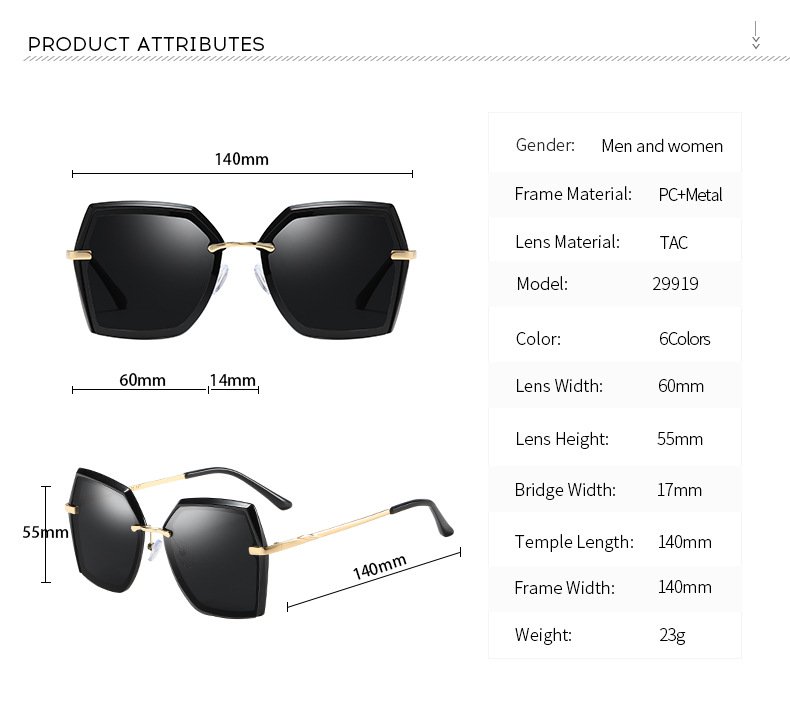 PRODUCT ATTRIBUTES
140mm
60mm 14mm
55mm
140mm
Gender: Men and women
Frame Material: PC+Metal
Lens Material: TAC
Model: 29919
Color: 6Colors
Lens Width: 60mm
Lens Height: 55mm
Bridge Width: 17mm
Temple Length: 140mm
Frame Width: 140mm
Weight: 23g